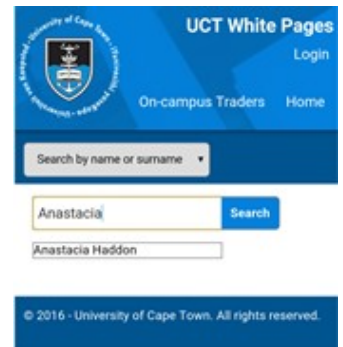 UCT White Pages
Login
On-campus Traders Home
Search by name or surname
Anastacia Search
Anastacia Haddon
© 2016 - University of Cape Town. All rights reserved.